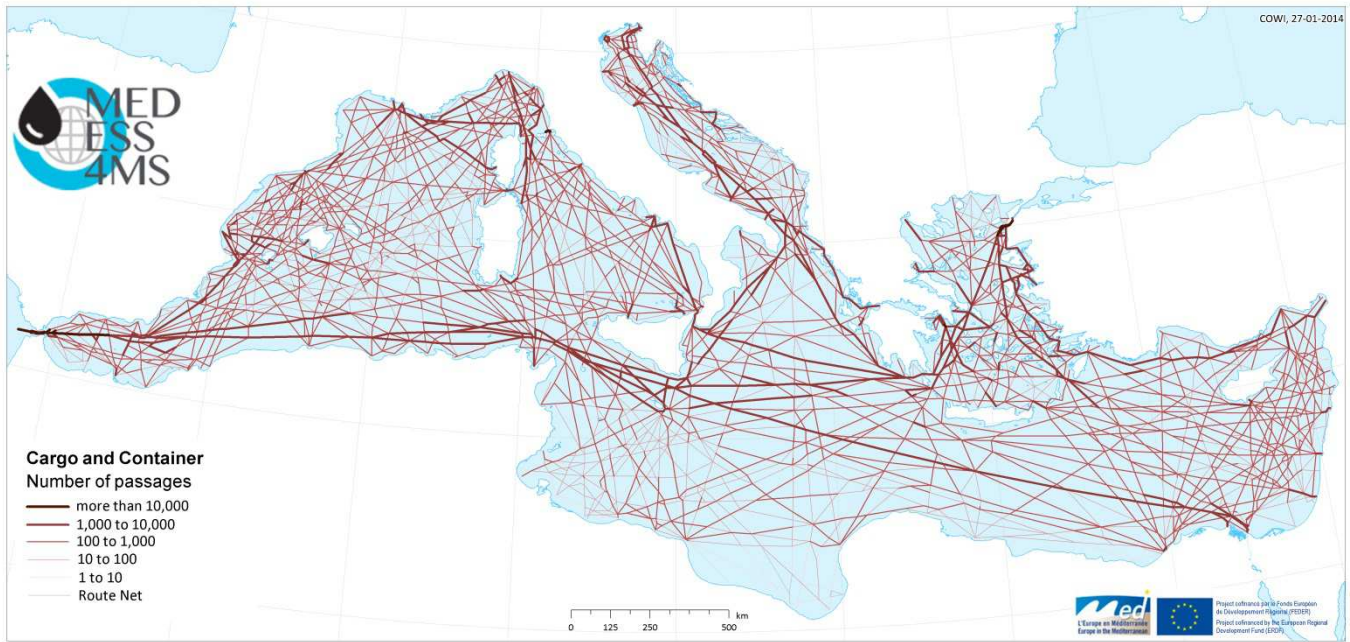 COWI, 27-01-2014
MED
ESS
4MS
Cargo and Container
Number of passages
more than 10,000
1,000 to 10,000
100 to 1,000
10 to 100
1 to 10
Route Net
km
0 125 250 500
Med
L'Europe en Méditerranée
Europe in the Mediterranean
Project cofinancé par le Fonds Européen
de Développement Régional (FEDER)
Project cofinanced by the European Regional
Development Fund (ERDF)